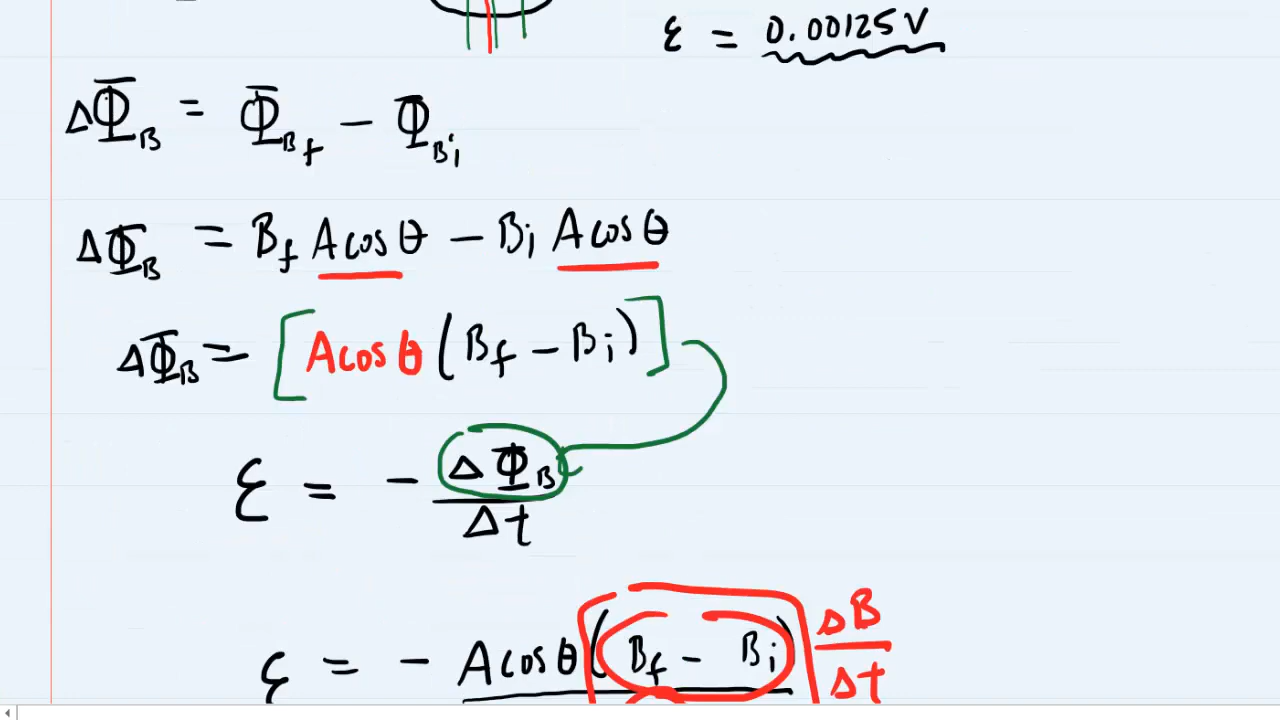 ε = 0.00125 V
ΔΦ_B = Φ_Bf − Φ_Bi
ΔΦ_B = B_f A cos θ − B_i A cos θ
ΔΦ_B = [A cos θ (B_f − B_i)]
ε = − ΔΦ_B / Δt
ε = − A cos θ (B_f − B_i) ΔB / Δt